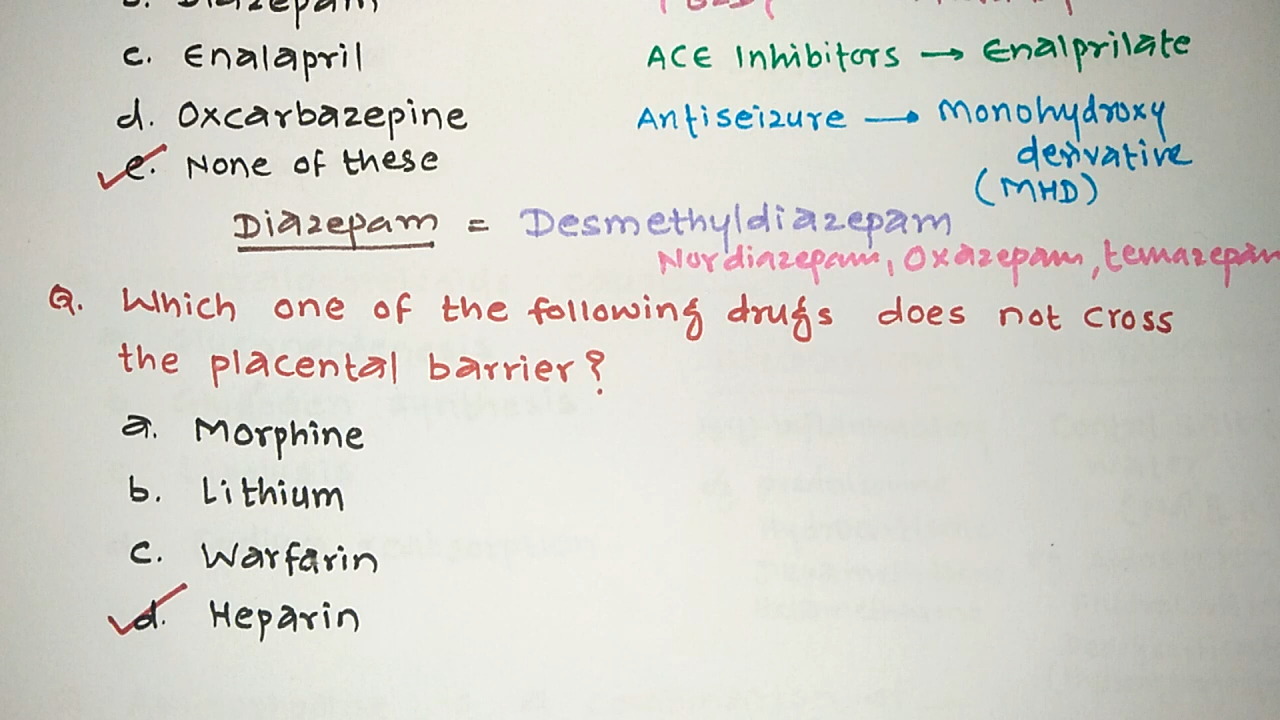 c. Enalapril ACE Inhibitors → Enalprilate
d. Oxcarbazepine Antiseizure → Monohydroxy
e. None of these derivative
(MHD)
Diazepam = Desmethyldiazepam
Nordiazepam, Oxazepam, temazepam
Q. Which one of the following drugs does not cross
the placental barrier?
a. Morphine
b. Lithium
c. Warfarin
d. Heparin